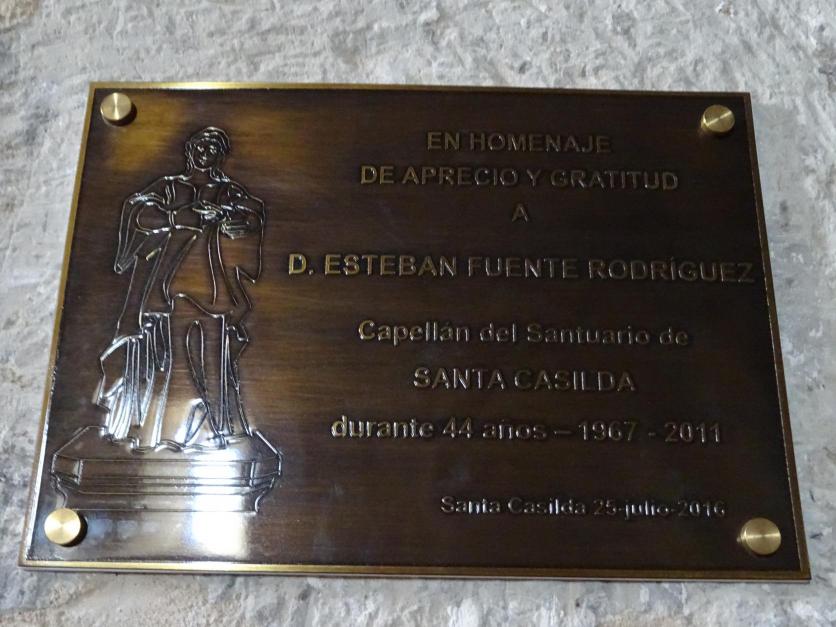 EN HOMENAJE
DE APRECIO Y GRATITUD
A
D. ESTEBAN FUENTE RODRÍGUEZ
Capellán del Santuario de
SANTA CASILDA
durante 44 años – 1967 - 2011
Santa Casilda 25-julio-2016